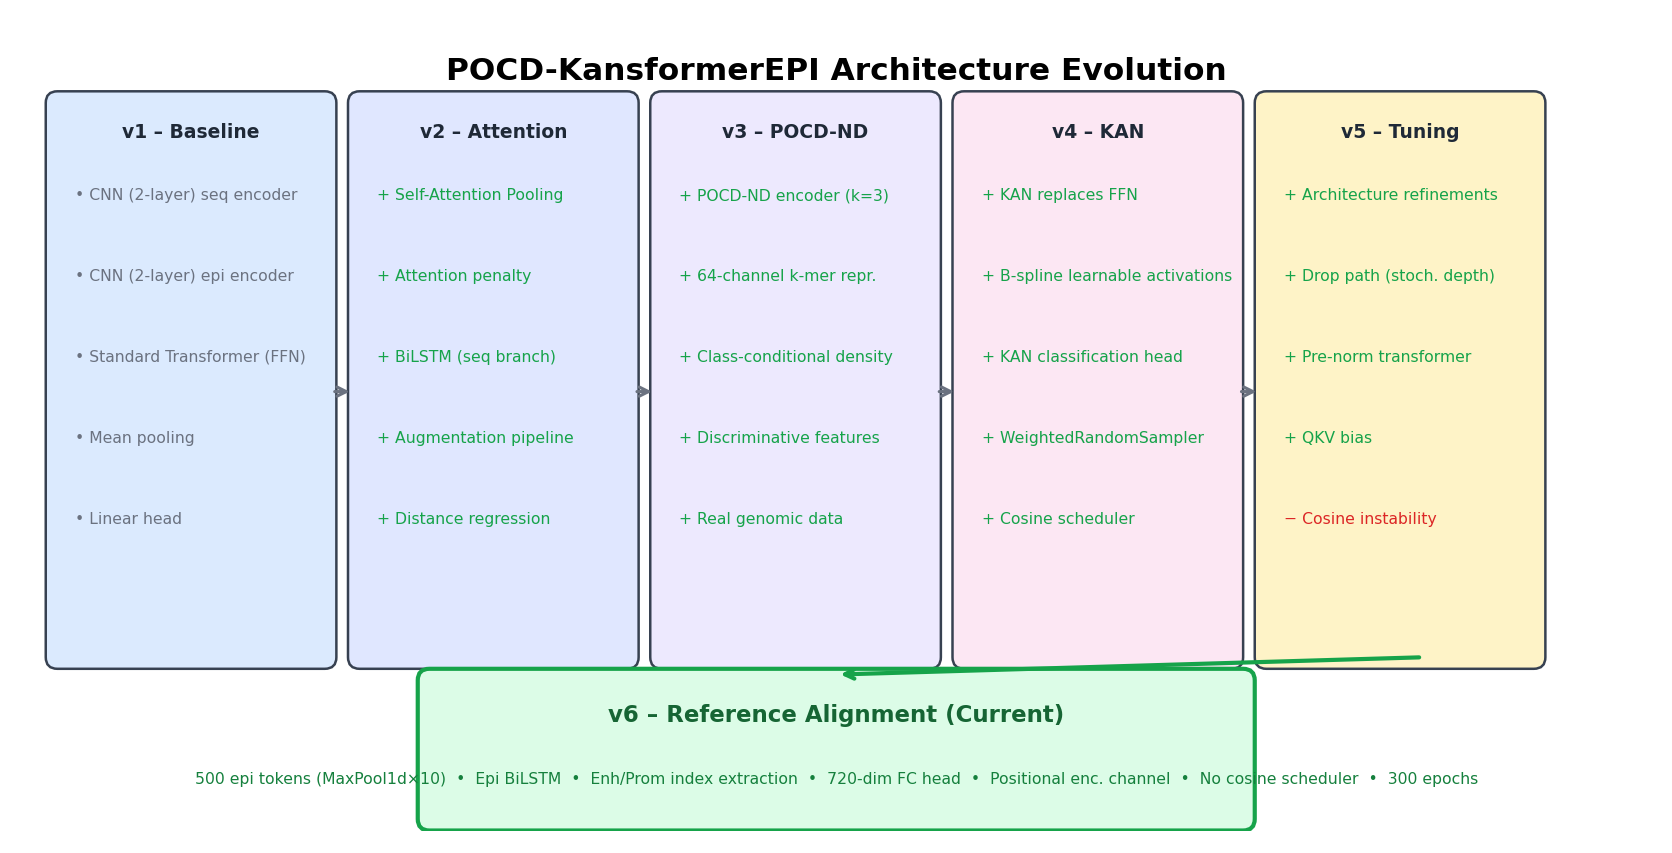 POCD-KansformerEPI Architecture Evolution
v1 – Baseline
• CNN (2-layer) seq encoder
• CNN (2-layer) epi encoder
• Standard Transformer (FFN)
• Mean pooling
• Linear head
v2 – Attention
+ Self-Attention Pooling
+ Attention penalty
+ BiLSTM (seq branch)
+ Augmentation pipeline
+ Distance regression
v3 – POCD-ND
+ POCD-ND encoder (k=3)
+ 64-channel k-mer repr.
+ Class-conditional density
+ Discriminative features
+ Real genomic data
v4 – KAN
+ KAN replaces FFN
+ B-spline learnable activations
+ KAN classification head
+ WeightedRandomSampler
+ Cosine scheduler
v5 – Tuning
+ Architecture refinements
+ Drop path (stoch. depth)
+ Pre-norm transformer
+ QKV bias
− Cosine instability
v6 – Reference Alignment (Current)
500 epi tokens (MaxPool1d×10) • Epi BiLSTM • Enh/Prom index extraction • 720-dim FC head • Positional enc. channel • No cosine scheduler • 300 epochs